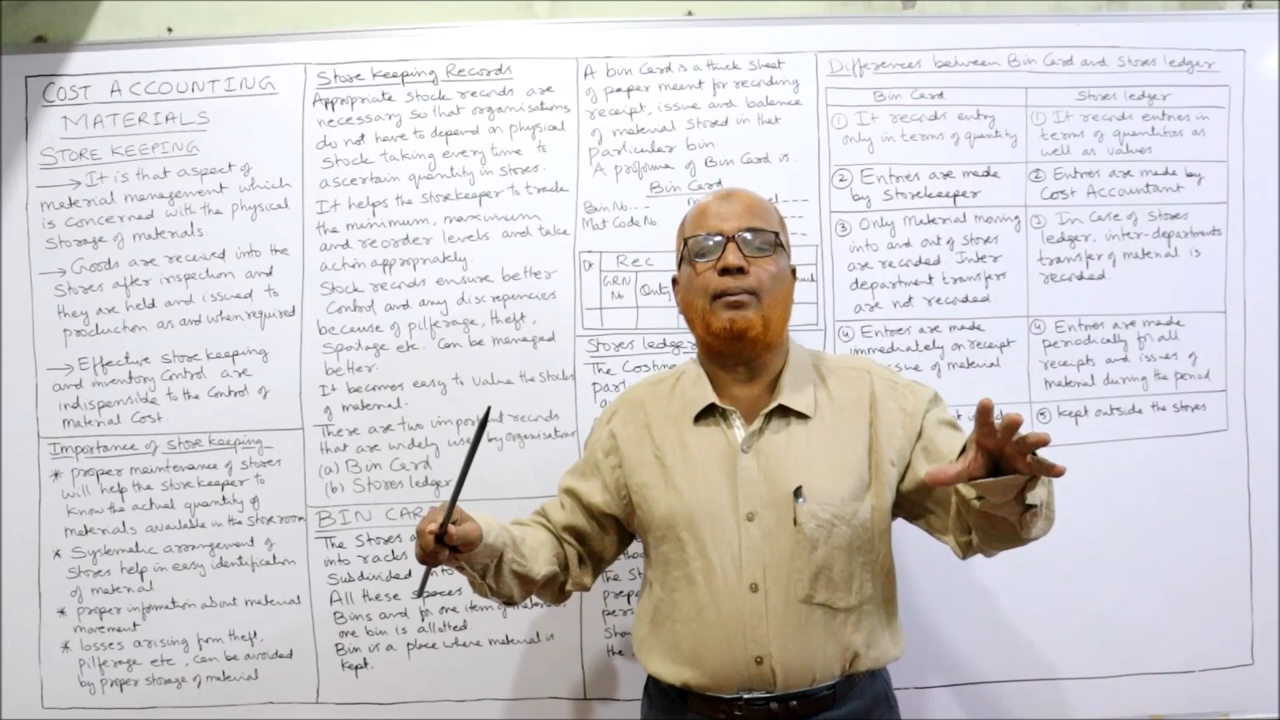 COST ACCOUNTING
MATERIALS
STORE KEEPING
→ It is that aspect of
material management which
is concerned with the physical
storage of materials
→ Goods are received into the
Stores after inspection and
they are held and issued to
production as and when required
→ Effective store keeping
and inventory control are
indispensible to the control of
material cost.
Importance of store keeping
* proper maintenance of stores
will help the storekeeper to
know the actual quantity of
materials available in the store room
* Systematic arrangement of
stores help in easy identification
of material
* proper information about material
movement
* losses arising from theft,
pilferage etc, can be avoided
by proper storage of material
Store keeping Records
Appropriate stock records are
necessary so that organisations
do not have to depend on physical
stock taking every time to
ascertain quantity in stores.
It helps the storekeeper to track
the minimum, maximum
and reorder levels and take
action appropriately.
Stock records ensure better
control and any discrepencies
because of pilferage, theft,
Spoilage etc. can be managed
better.
It becomes easy to value the stocks
of material.
There are two important records
that are widely used by organisations
(a) Bin Card
(b) Stores ledger
BIN CAR
The Stores
into racks
Subdivided
All these spaces
Bins and for one item of materials
one bin is allotted.
Bin is a place where material is
kept.
A bin Card is a thick sheet
of paper meant for recording
receipt, issue and balance
of material stored in that
particular bin.
A proforma of Bin Card is.
Bin Card
Bin No.
Mat Code No.
Rec
GRN No
Qnty
Stores ledger
The Costing
The St
Differences between Bin Card and Stores ledger
Bin Card
① It records entry
only in terms of quantity
② Entries are made
by Storekeeper
③ Only Material moving
into and out of stores
are recorded. Inter
department transfers
are not recorded.
④ Entries are made
immediately on receipt
issue of material
Stores ledger
① It records entries in
terms of quantities as
well as values
② Entries are made by
Cost Accountant
③ In case of stores
ledger, inter-departments
transfer of material is
recorded.
④ Entries are made
periodically for all
receipts and issues of
material during the period
⑤ kept outside the stores